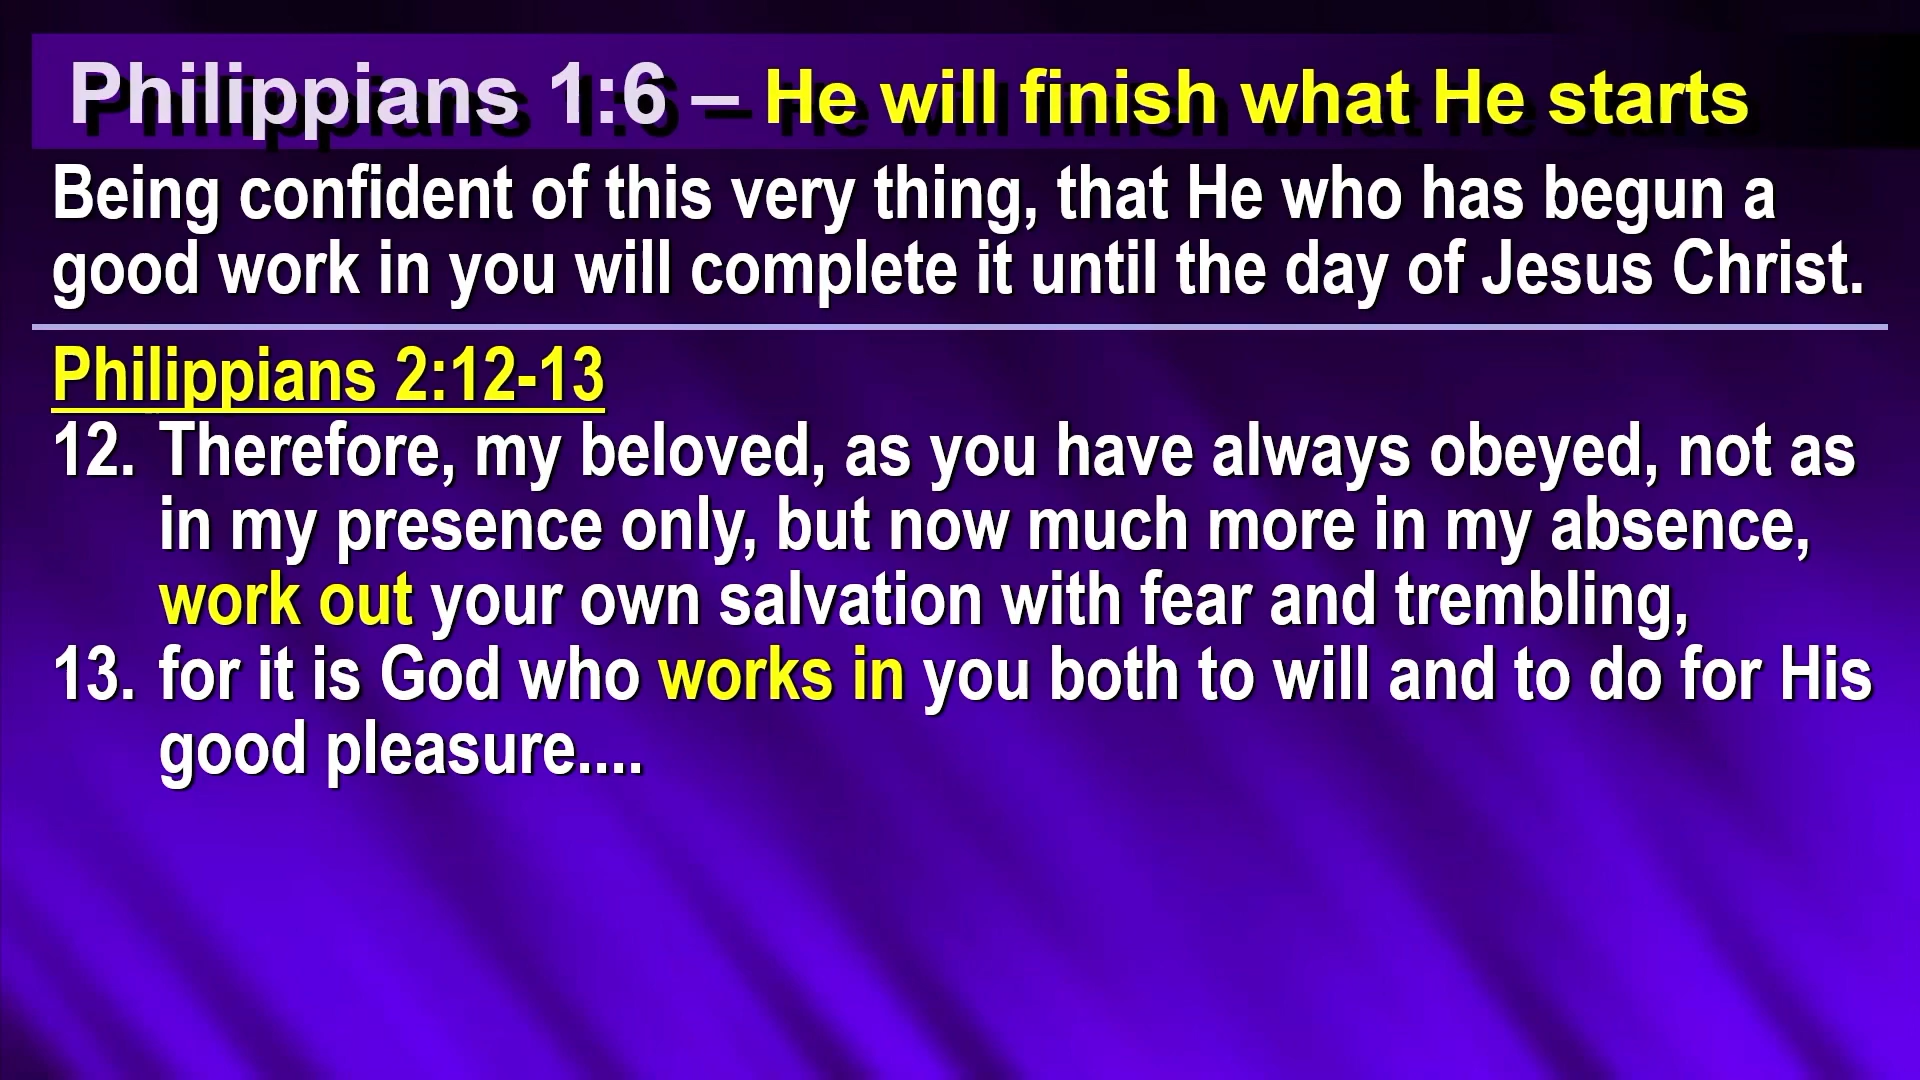 Philippians 1:6 – He will finish what He starts
Being confident of this very thing, that He who has begun a
good work in you will complete it until the day of Jesus Christ.
Philippians 2:12-13
12. Therefore, my beloved, as you have always obeyed, not as
in my presence only, but now much more in my absence,
work out your own salvation with fear and trembling,
13. for it is God who works in you both to will and to do for His
good pleasure....